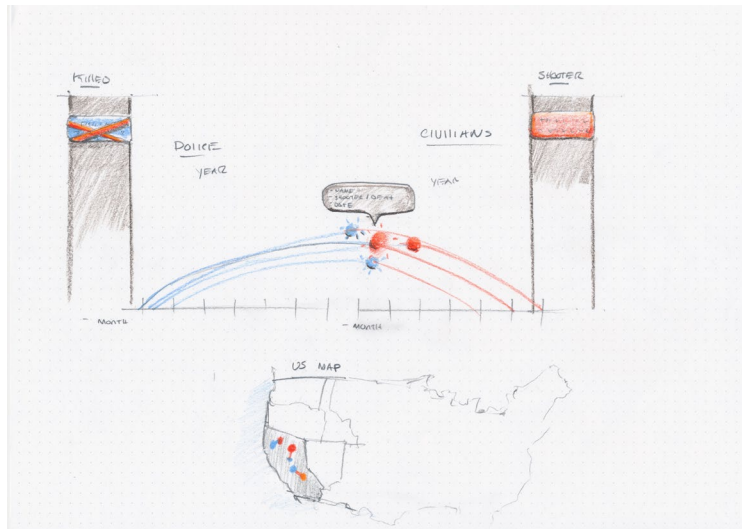 KILLED
SHOOTER
POLICE
YEAR
CIVILIANS
YEAR
- NAME
- DATE
- MONTH
- MONTH
US MAP